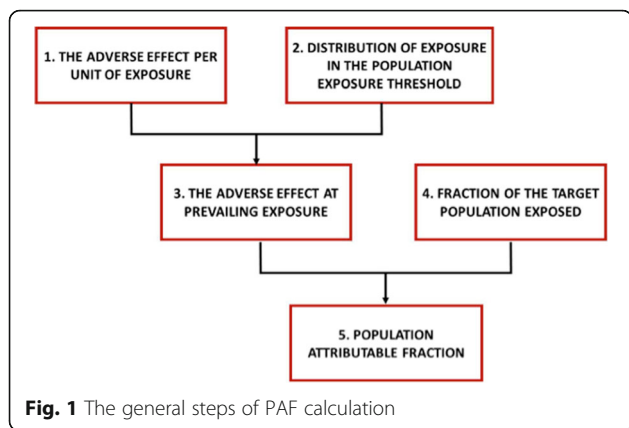 1. THE ADVERSE EFFECT PER
UNIT OF EXPOSURE
2. DISTRIBUTION OF EXPOSURE
IN THE POPULATION
EXPOSURE THRESHOLD
3. THE ADVERSE EFFECT AT
PREVAILING EXPOSURE
4. FRACTION OF THE TARGET
POPULATION EXPOSED
5. POPULATION
ATTRIBUTABLE FRACTION
Fig. 1 The general steps of PAF calculation